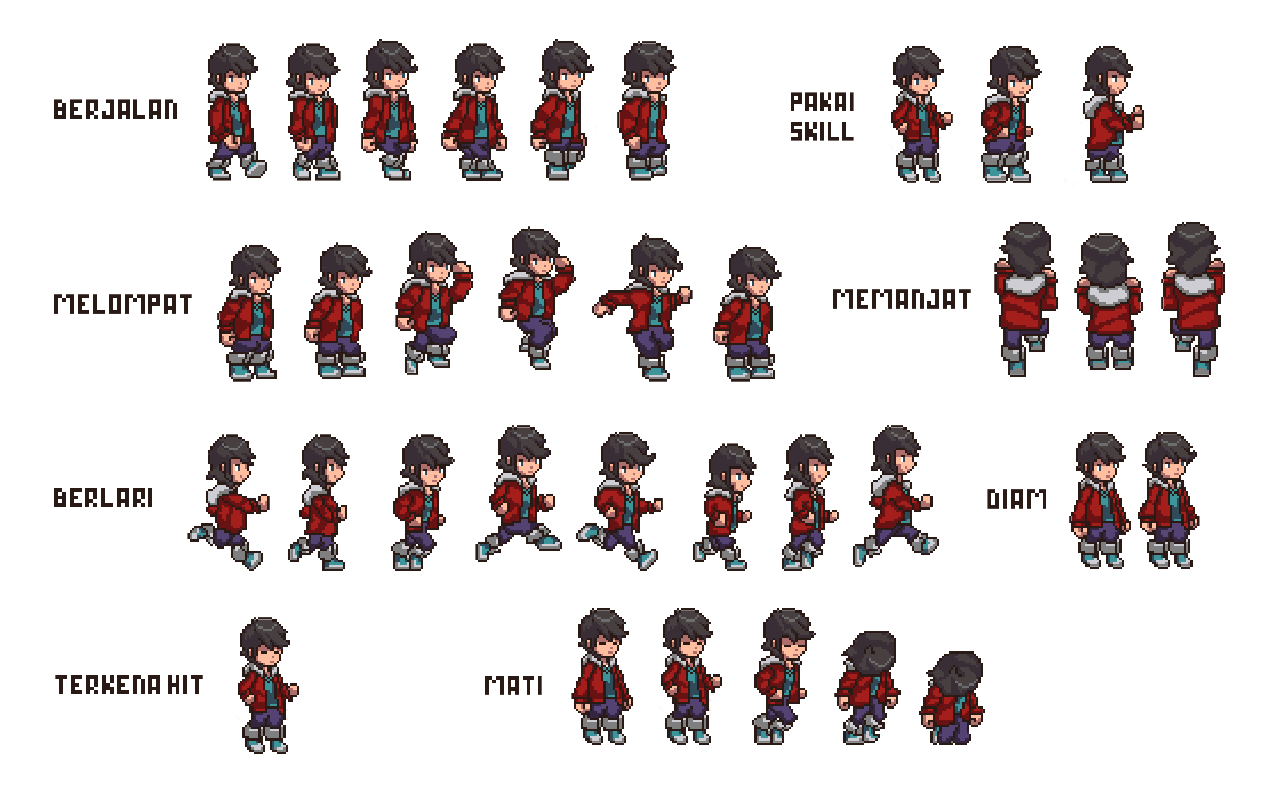 BERJALAN
PAKAI
SKILL
MELOMPAT
MEMANJAT
BERLARI
DIAM
TERKENA HIT
MATI